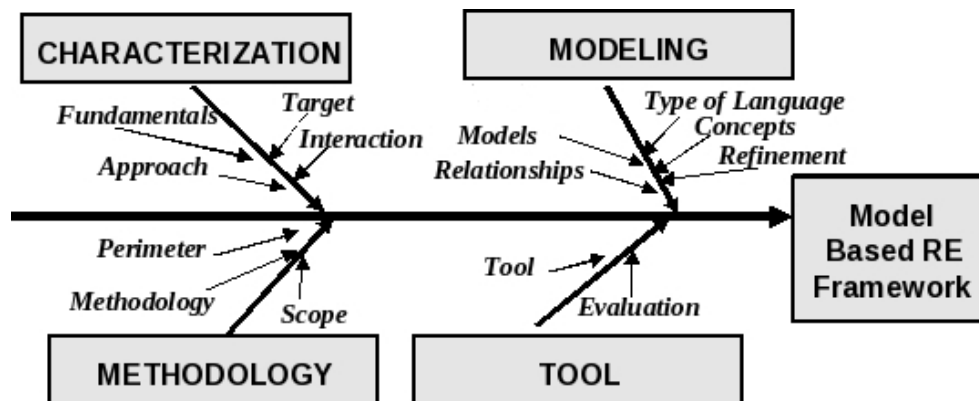 CHARACTERIZATION
MODELING
Fundamentals
Target
Interaction
Approach
Type of Language
Concepts
Models
Refinement
Relationships
Model
Based RE
Framework
Perimeter
Methodology
Scope
Tool
Evaluation
METHODOLOGY
TOOL